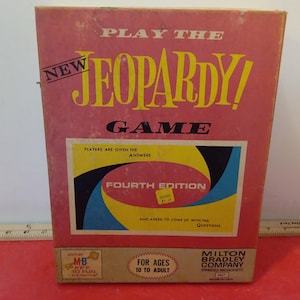 PLAY THE
NEW
JEOPARDY!
GAME
PLAYERS ARE GIVEN THE
ANSWERS
FOURTH EDITION
AND ASKED TO COME UP WITH THE
QUESTIONS
MB
FOR AGES
10 TO ADULT
MILTON
BRADLEY
COMPANY